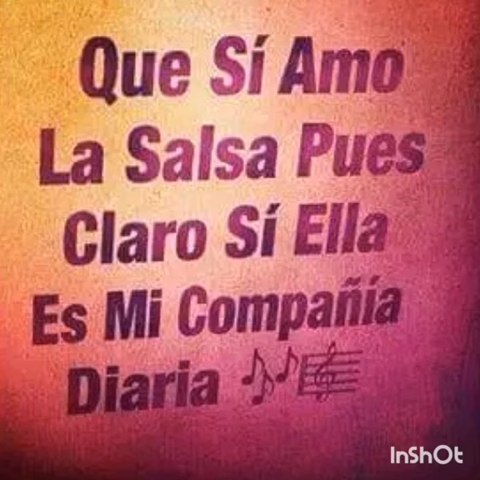 Que Sí Amo
La Salsa Pues
Claro Sí Ella
Es Mi Compañía
Diaria 🎶🎼
InShOt